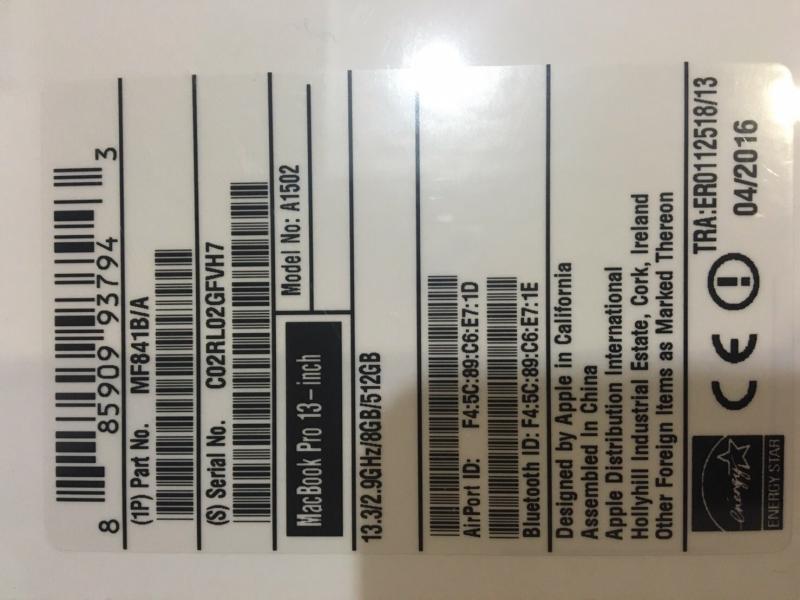 8 85909 93794 3
(1P) Part No. MF841B/A
(S) Serial No. C02RL02GFVH7
MacBook Pro 13-inch
Model No: A1502
13.3/2.9GHz/8GB/512GB
AirPort ID: F4:5C:89:C6:E7:1D
Bluetooth ID: F4:5C:89:C6:E7:1E
Designed by Apple in California
Assembled In China
Apple Distribution International
Hollyhill Industrial Estate, Cork, Ireland
Other Foreign Items as Marked Thereon
energy
ENERGY STAR
CE
TRA:ER0112518/13
04/2016